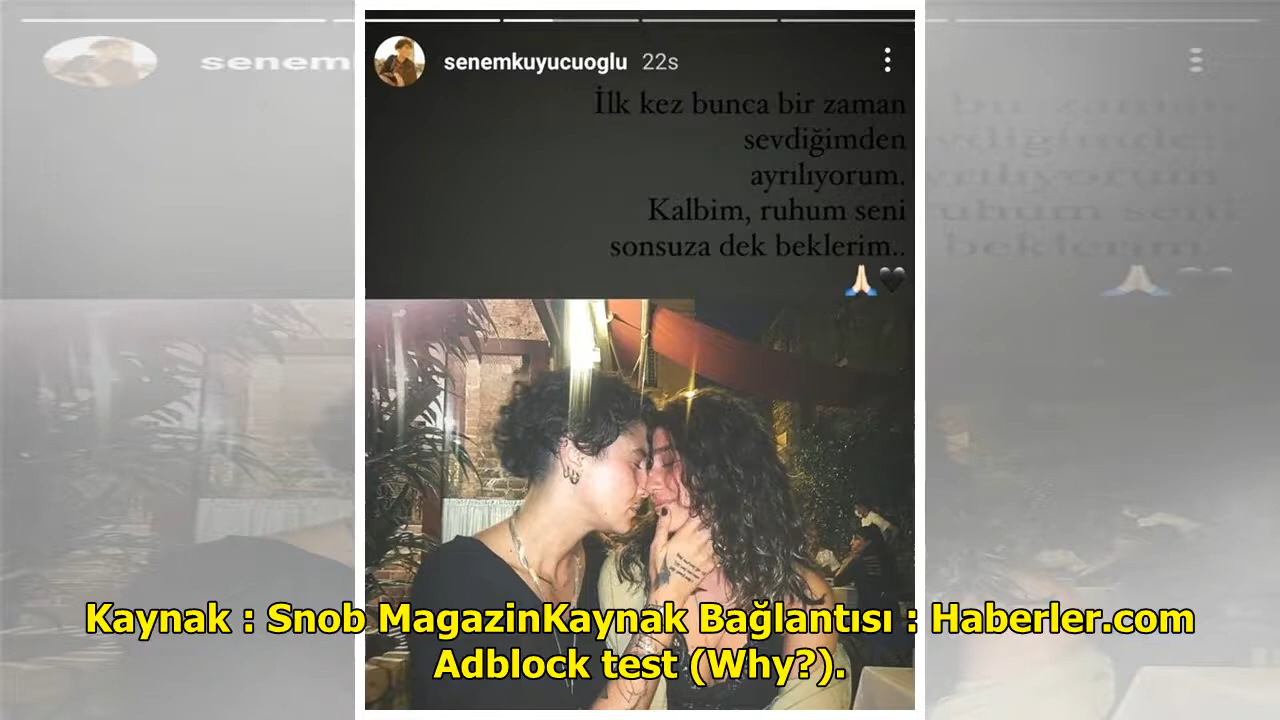 senemkuyucuoglu 22s
İlk kez bunca bir zaman
sevdiğimden
ayrılıyorum.
Kalbim, ruhum seni
sonsuza dek beklerim..
🙏🏻🖤
Kaynak : Snob MagazinKaynak Bağlantısı : Haberler.com
Adblock test (Why?).